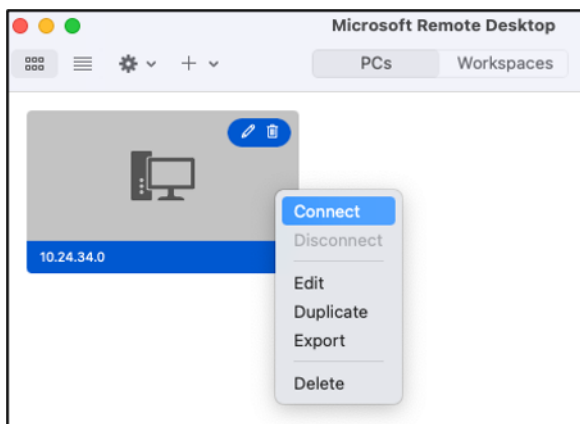 Microsoft Remote Desktop
PCs Workspaces
Connect
Disconnect
10.24.34.0
Edit
Duplicate
Export
Delete